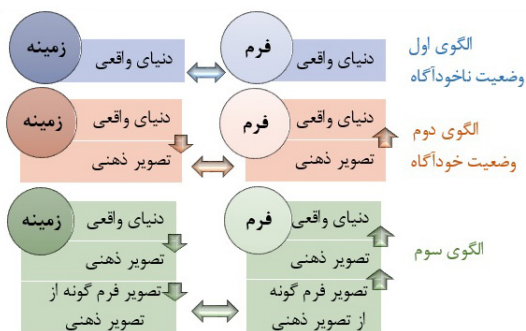 الگوی اول
وضعیت ناخودآگاه
فرم
دنیای واقعی
زمینه
دنیای واقعی
الگوی دوم
وضعیت خودآگاه
فرم
دنیای واقعی
تصویر ذهنی
زمینه
دنیای واقعی
تصویر ذهنی
الگوی سوم
فرم
دنیای واقعی
تصویر ذهنی
تصویر فرم گونه
از تصویر ذهنی
زمینه
دنیای واقعی
تصویر ذهنی
تصویر فرم گونه از
تصویر ذهنی